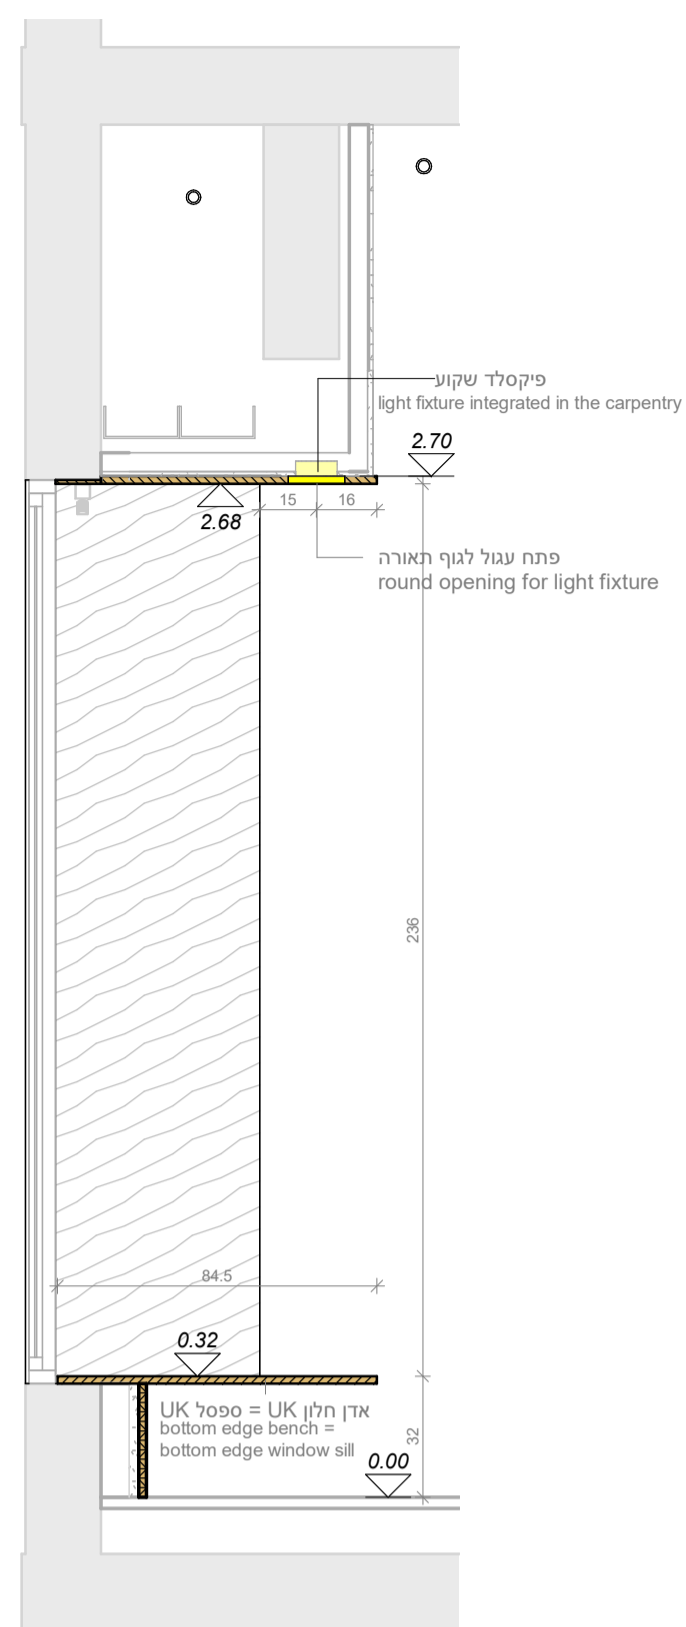 פיקסלד שקוע
light fixture integrated in the carpentry
2.70
15
16
2.68
פתח עגול לגוף תאורה
round opening for light fixture
236
84.5
0.32
אדן חלון UK = ספסל UK
bottom edge bench =
bottom edge window sill
32
0.00